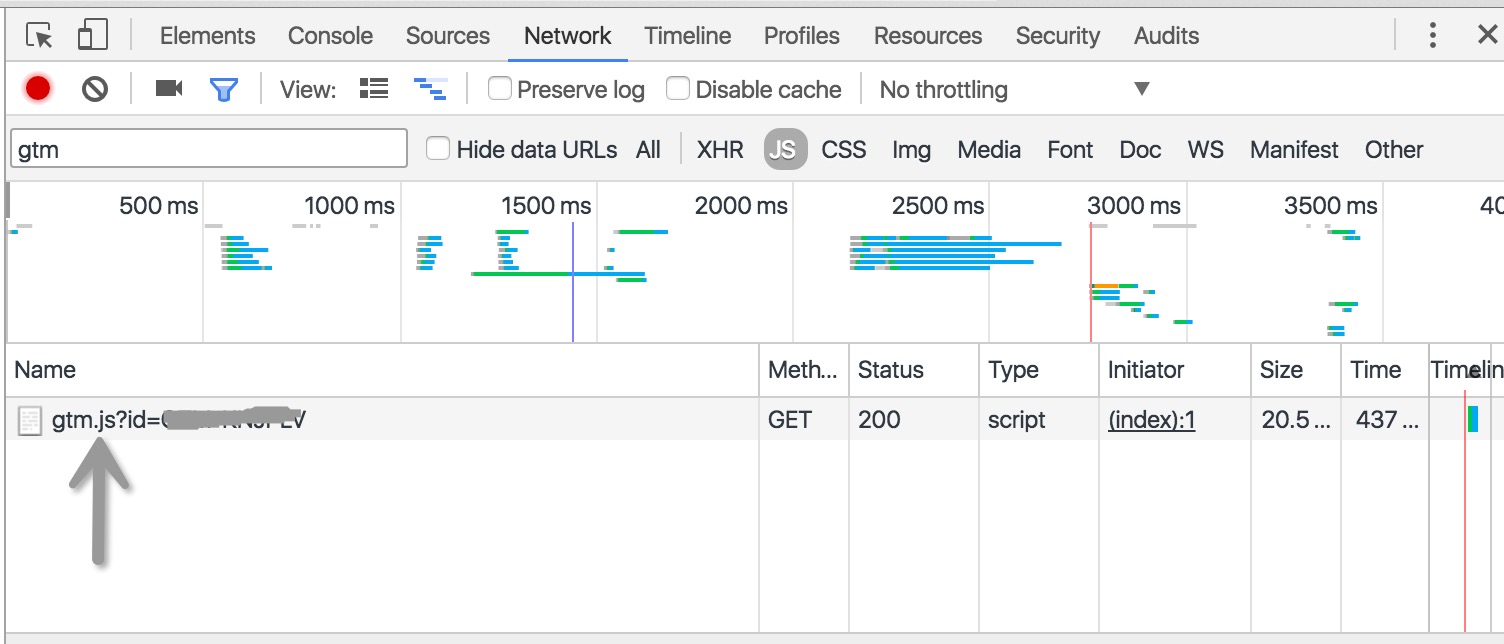 Elements Console Sources Network Timeline Profiles Resources Security Audits
View: Preserve log Disable cache No throttling
gtm Hide data URLs All XHR JS CSS Img Media Font Doc WS Manifest Other
500 ms 1000 ms 1500 ms 2000 ms 2500 ms 3000 ms 3500 ms 40
Name Meth... Status Type Initiator Size Time Timelin
gtm.js?id= GET 200 script (index):1 20.5 ... 437 ...